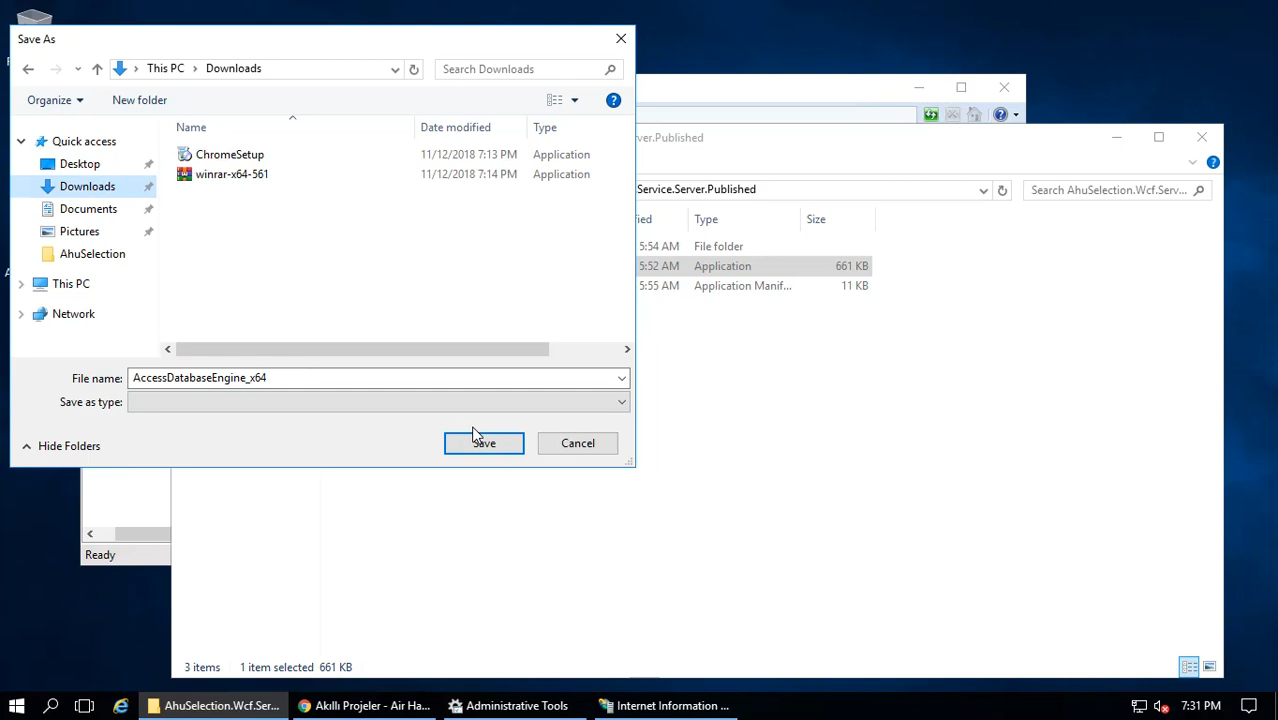 Save As
This PC
Downloads
Search Downloads
Organize
New folder
Name
Date modified
Type
ChromeSetup
11/12/2018 7:13 PM
Application
winrar-x64-561
11/12/2018 7:14 PM
Application
Quick access
Desktop
Downloads
Documents
Pictures
AhuSelection
This PC
Network
File name:
AccessDatabaseEngine_x64
Save as type:
Hide Folders
Save
Cancel
Ready
rver.Published
Service.Server.Published
Search AhuSelection.Wcf.Serv...
ied
Type
Size
5:54 AM
File folder
5:52 AM
Application
661 KB
5:55 AM
Application Manif...
11 KB
3 items
1 item selected
661 KB
AhuSelection.Wcf.Ser...
Akıllı Projeler - Air Ha...
Administrative Tools
Internet Information ...
7:31 PM